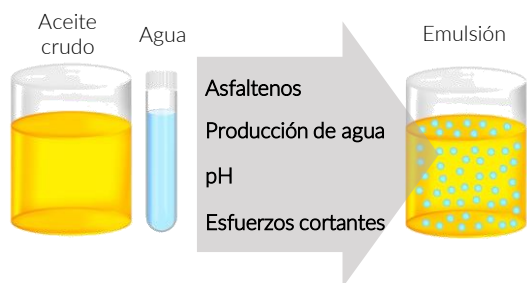 Aceite
crudo
Agua
Emulsión
Asfaltenos
Producción de agua
pH
Esfuerzos cortantes